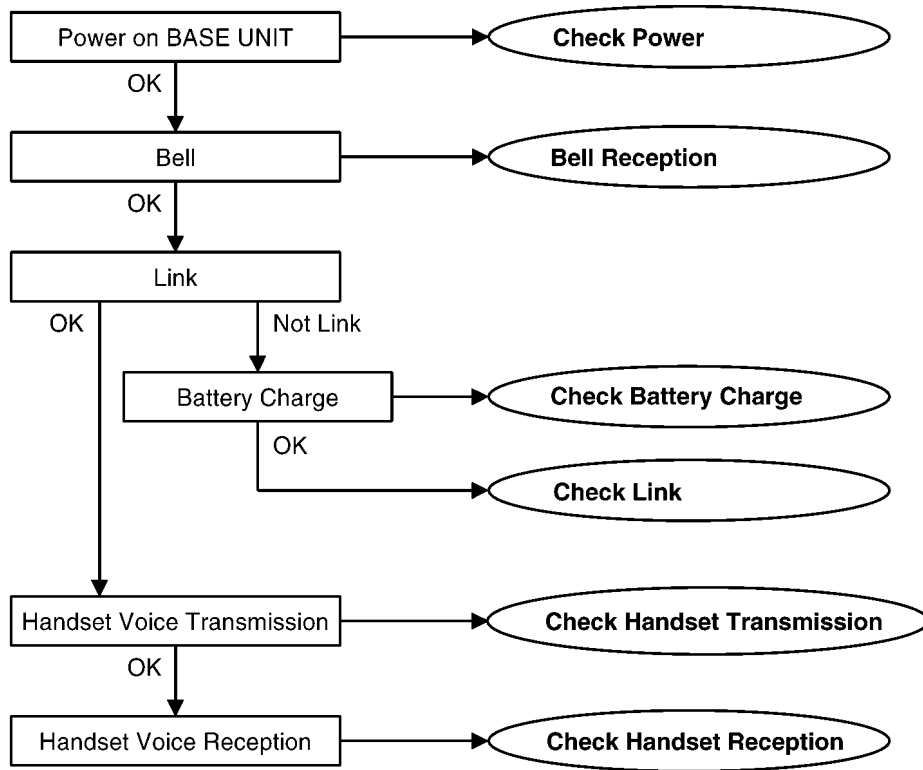 Power on BASE UNIT
Check Power
OK
Bell
Bell Reception
OK
Link
OK
Not Link
Battery Charge
Check Battery Charge
OK
Check Link
Handset Voice Transmission
Check Handset Transmission
OK
Handset Voice Reception
Check Handset Reception